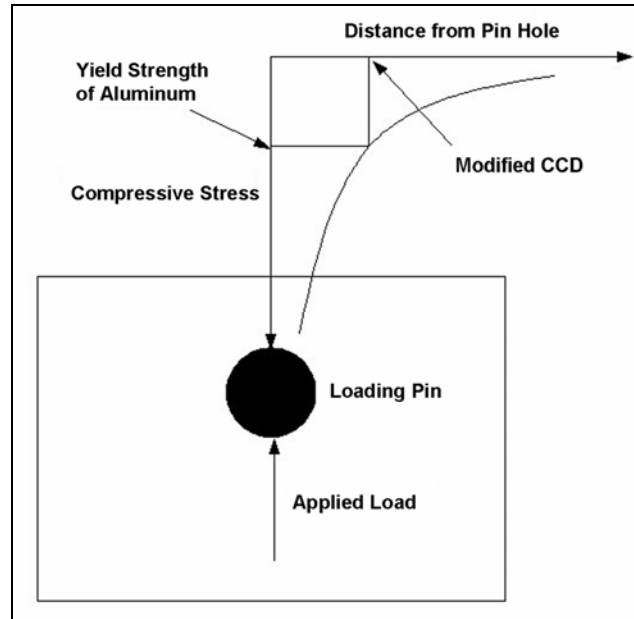 Distance from Pin Hole
Yield Strength
of Aluminum
Modified CCD
Compressive Stress
Loading Pin
Applied Load